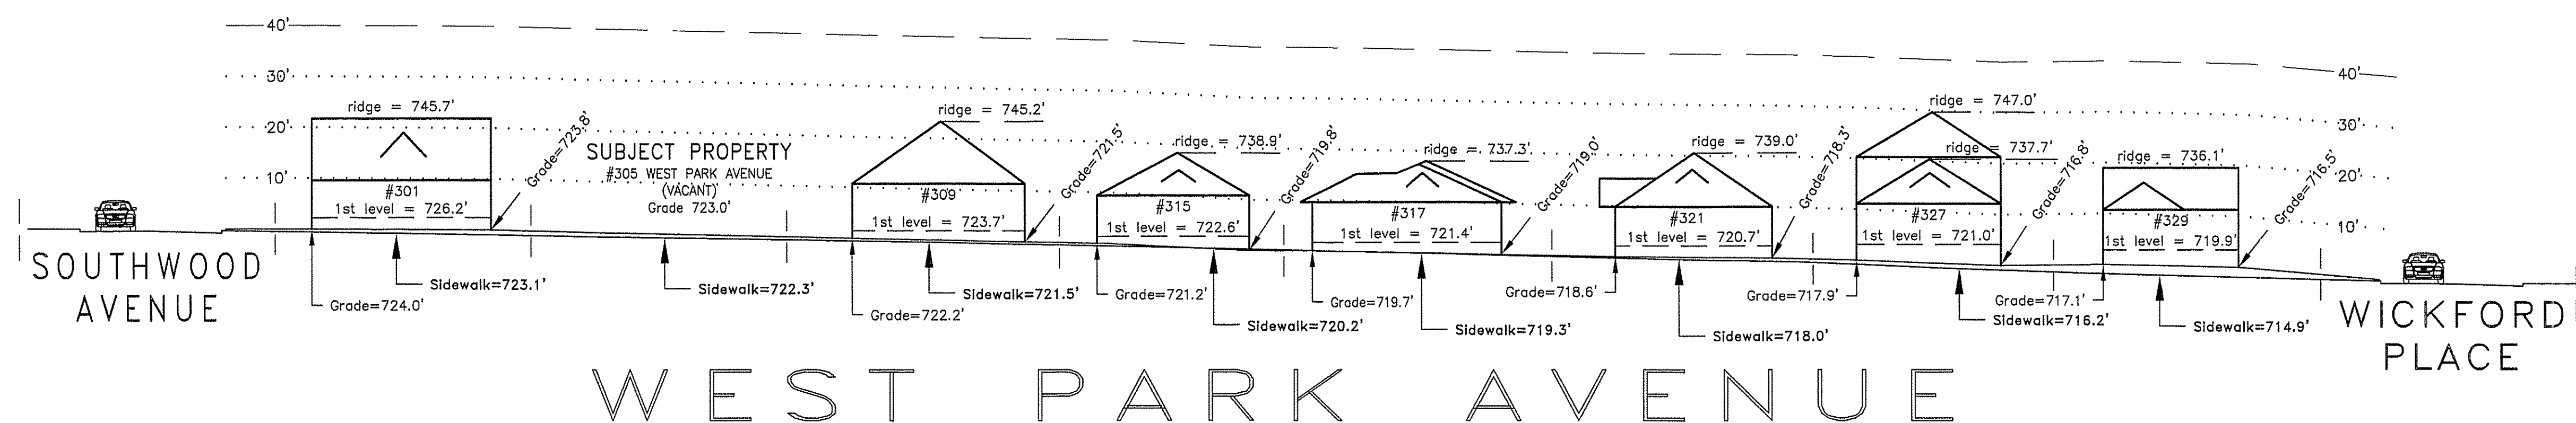 40'
30'
20'
10'
SOUTHWOOD
AVENUE
ridge = 745.7'
#301
1st level = 726.2'
Grade=723.8'
Grade=724.0'
Sidewalk=723.1'
SUBJECT PROPERTY
#305 WEST PARK AVENUE
(VACANT)
Grade 723.0'
Sidewalk=722.3'
ridge = 745.2'
#309
1st level = 723.7'
Grade=721.5'
Grade=722.2'
Sidewalk=721.5'
ridge = 738.9'
#315
1st level = 722.6'
Grade=719.8'
Grade=721.2'
Sidewalk=720.2'
ridge = 737.3'
#317
1st level = 721.4'
Grade=719.0'
Grade=719.7'
Sidewalk=719.3'
ridge = 739.0'
#321
1st level = 720.7'
Grade=718.3'
Grade=718.6'
Sidewalk=718.0'
ridge = 747.0'
ridge = 737.7'
#327
1st level = 721.0'
Grade=716.8'
Grade=717.9'
Sidewalk=716.2'
ridge = 736.1'
#329
1st level = 719.9'
Grade=716.5'
Grade=717.1'
Sidewalk=714.9'
40'
30'
20'
10'
WICKFORD
PLACE
WEST PARK AVENUE